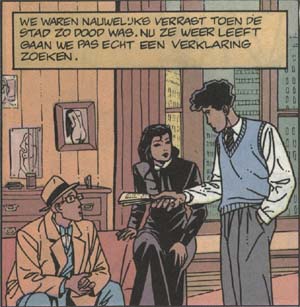 WE WAREN NAUWELIJKS VERRAST TOEN DE
STAD ZO DOOD WAS. NU ZE WEER LEEFT
GAAN WE PAS ECHT EEN VERKLARING
ZOEKEN.